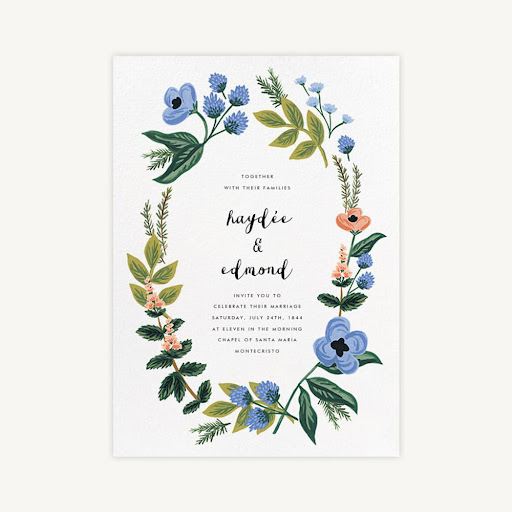 TOGETHER
WITH THEIR FAMILIES
haydée
&
edmond
INVITE YOU TO
CELEBRATE THEIR MARRIAGE
SATURDAY, JULY 24TH, 1844
AT ELEVEN IN THE MORNING
CHAPEL OF SANTA MARIA
MONTECRISTO